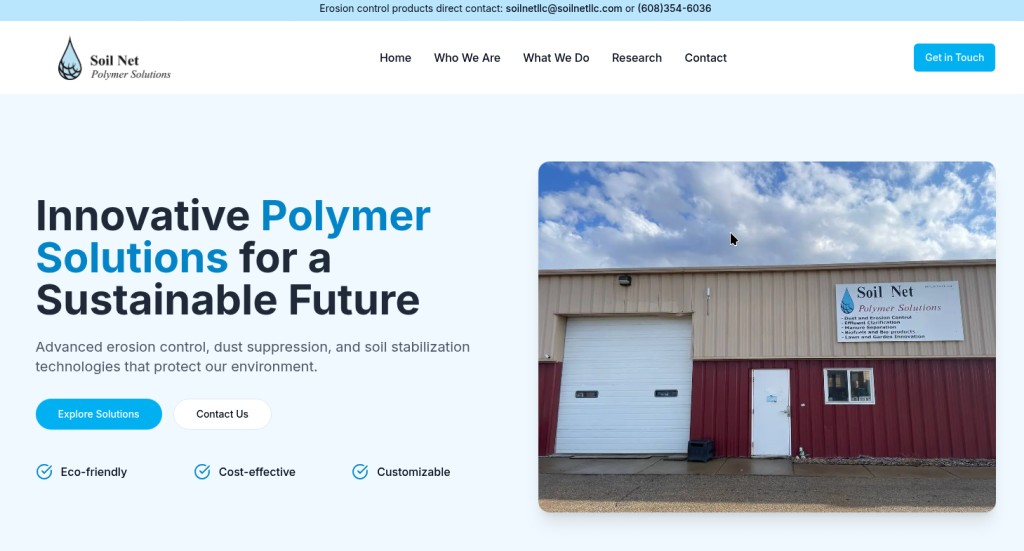 Erosion control products direct contact: soilnetllc@soilnetllc.com or (608)354-6036
Soil Net
Polymer Solutions
Home
Who We Are
What We Do
Research
Contact
Get in Touch
Innovative Polymer
Solutions for a
Sustainable Future
Advanced erosion control, dust suppression, and soil stabilization
technologies that protect our environment.
Explore Solutions
Contact Us
Eco-friendly
Cost-effective
Customizable
Soil Net
Polymer Solutions
- Dust and Erosion Control
- Effluent Clarification
- Manure Separation
- Biofuels and Bio-products
- Lawn and Garden Innovation